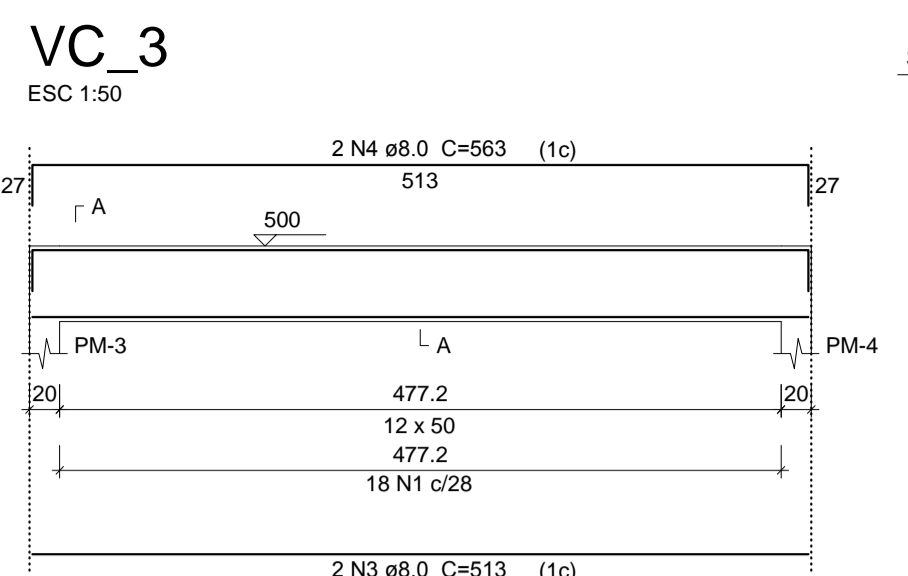 VC_3
ESC 1:50
2 N4 ø8.0 C=563 (1c)
27 513 27
A
500
PM-3 A PM-4
20 477.2 20
12 x 50
477.2
18 N1 c/28
2 N3 ø8.0 C=513 (1c)